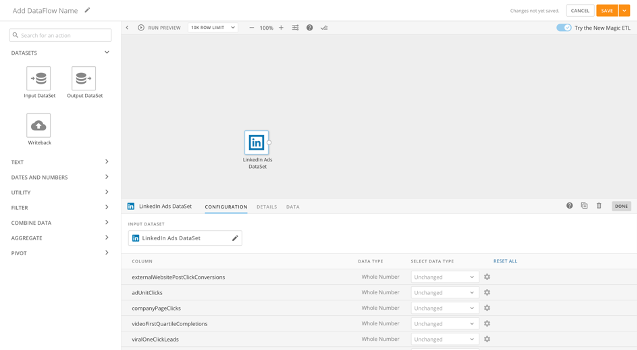 Add DataFlow Name
Changes not yet saved.
CANCEL
SAVE
Search for an action
RUN PREVIEW
10K ROW LIMIT
100%
Try the New Magic ETL
DATASETS
Input DataSet
Output DataSet
Writeback
TEXT
DATES AND NUMBERS
UTILITY
FILTER
COMBINE DATA
AGGREGATE
PIVOT
in
LinkedIn Ads
DataSet
in LinkedIn Ads DataSet
CONFIGURATION
DETAILS
DATA
DONE
INPUT DATASET
in LinkedIn Ads DataSet
COLUMN DATA TYPE SELECT DATA TYPE RESET ALL
externalWebsitePostClickConversions Whole Number Unchanged
adUnitClicks Whole Number Unchanged
companyPageClicks Whole Number Unchanged
videoFirstQuartileCompletions Whole Number Unchanged
viralOneClickLeads Whole Number Unchanged